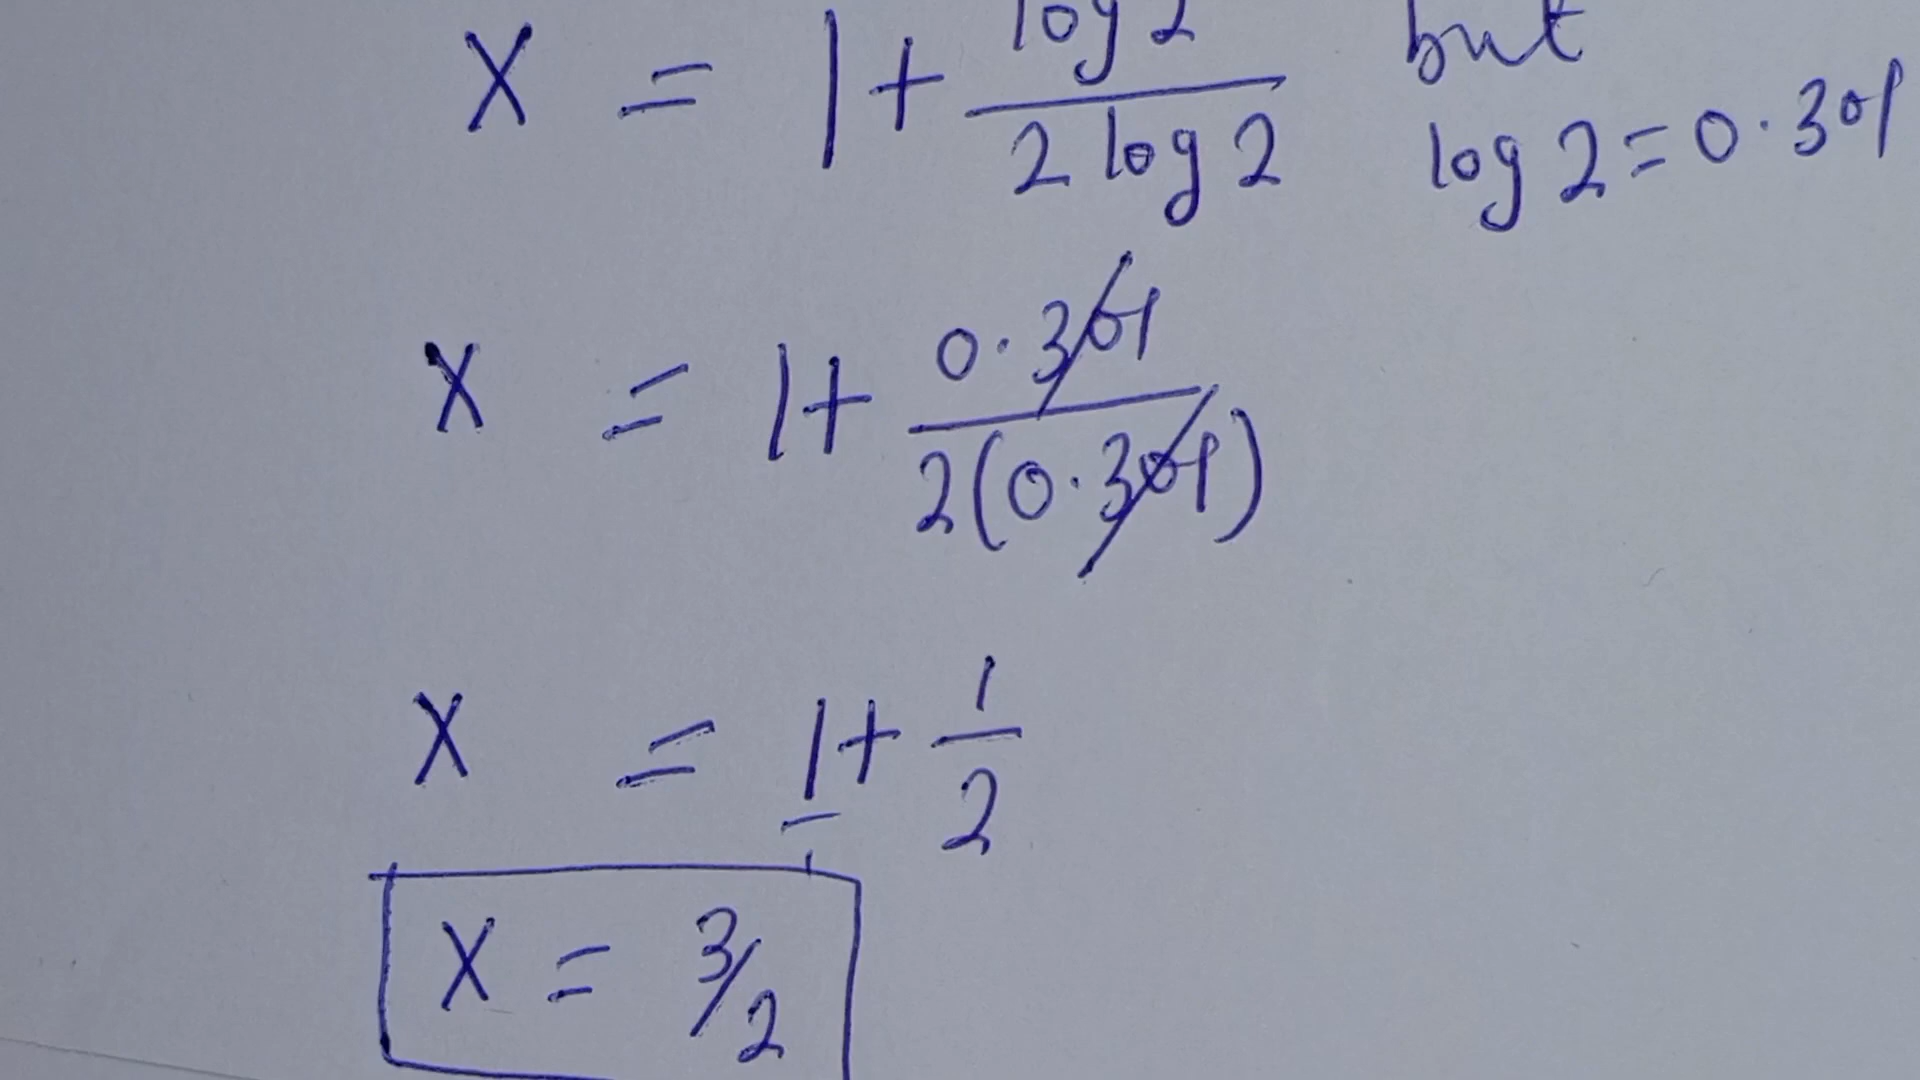 X = 1 + log 2 / 2 log 2 but
log 2 = 0.301
X = 1 + 0.301 / 2(0.301)
X = 1 + 1/2
X = 3/2